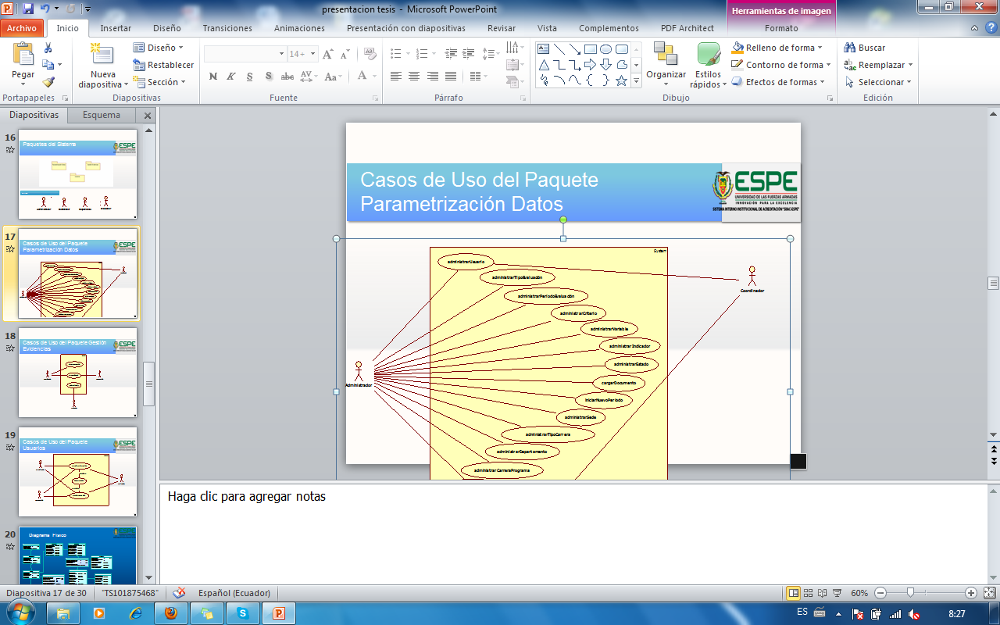 presentacion tesis - Microsoft PowerPoint
Herramientas de imagen
Archivo
Inicio
Insertar
Diseño
Transiciones
Animaciones
Presentación con diapositivas
Revisar
Vista
Complementos
PDF Architect
Formato
Pegar
Portapapeles
Nueva
diapositiva
Diseño
Restablecer
Sección
Diapositivas
14+
N K S S abc AV Aa A
Fuente
Párrafo
Organizar
Estilos
rápidos
Relleno de forma
Contorno de forma
Efectos de formas
Dibujo
Buscar
Reemplazar
Seleccionar
Edición
Diapositivas
Esquema
16
Paquetes del Sistema
ESPE
17
Casos de Uso del Paquete
Parametrización Datos
ESPE
18
Casos de Uso del Paquete Gestión
Evidencias
ESPE
19
Casos de Uso del Paquete
Usuarios
ESPE
20
Diagrama Físico
ESPE
Casos de Uso del Paquete
Parametrización Datos
ESPE
UNIVERSIDAD DE LAS FUERZAS ARMADAS
INNOVACIÓN PARA LA EXCELENCIA
SISTEMA INTERNO INSTITUCIONAL DE ACREDITACIÓN "SIIAC-ESPE"
System
administrarUsuario
administrarTipoEvaluación
administrarPeriodoEvaluación
administrarCriterio
administrarVariable
administrarIndicador
administrarEstado
cargarDocumento
iniciarNuevoPeriodo
administrarSede
administrarTipoCarrera
administrarDepartamento
administrarCarreraPrograma
Administrador
Coordinador
Haga clic para agregar notas
Diapositiva 17 de 30
"TS101875468"
Español (Ecuador)
60%
ES
8:27